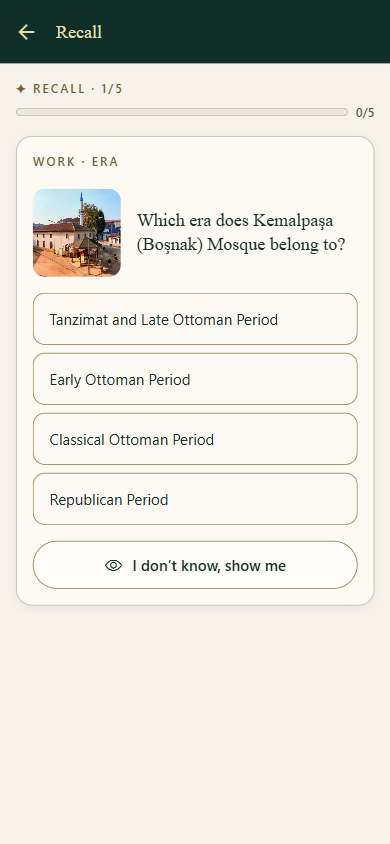 Recall
✦ RECALL · 1/5
0/5
WORK · ERA
Which era does Kemalpaşa
(Boşnak) Mosque belong to?
Tanzimat and Late Ottoman Period
Early Ottoman Period
Classical Ottoman Period
Republican Period
I don’t know, show me